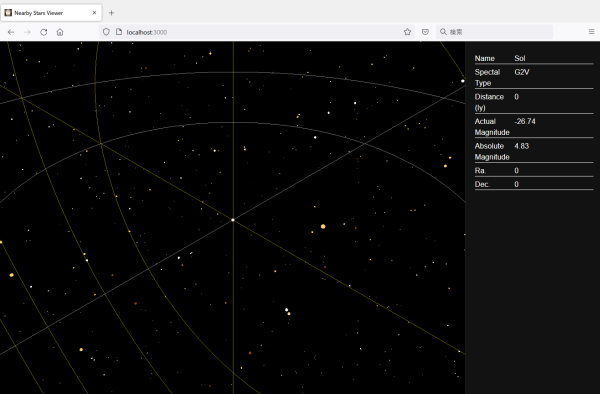 Nearby Stars Viewer
localhost:3000
検索
Name Sol
Spectal G2V
Type
Distance 0
(ly)
Actual -26.74
Magnitude
Absolute 4.83
Magnitude
Ra. 0
Dec. 0